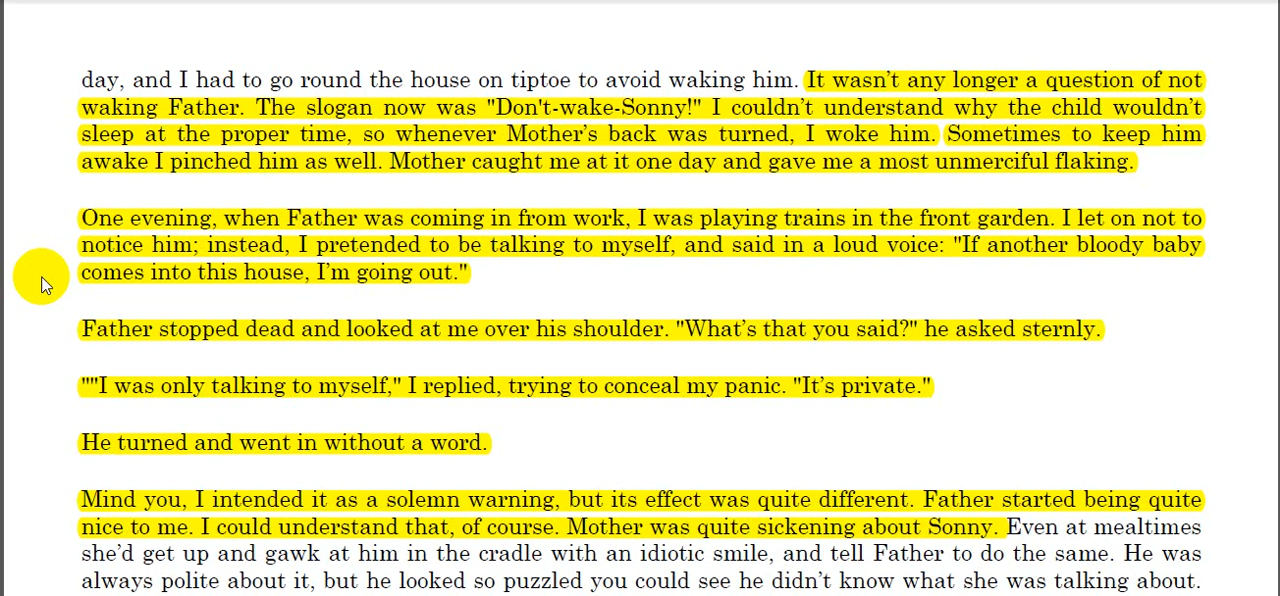 day, and I had to go round the house on tiptoe to avoid waking him. It wasn’t any longer a question of not
waking Father. The slogan now was "Don't-wake-Sonny!" I couldn’t understand why the child wouldn’t
sleep at the proper time, so whenever Mother’s back was turned, I woke him. Sometimes to keep him
awake I pinched him as well. Mother caught me at it one day and gave me a most unmerciful flaking.
One evening, when Father was coming in from work, I was playing trains in the front garden. I let on not to
notice him; instead, I pretended to be talking to myself, and said in a loud voice: "If another bloody baby
comes into this house, I’m going out."
Father stopped dead and looked at me over his shoulder. "What’s that you said?" he asked sternly.
""I was only talking to myself," I replied, trying to conceal my panic. "It’s private."
He turned and went in without a word.
Mind you, I intended it as a solemn warning, but its effect was quite different. Father started being quite
nice to me. I could understand that, of course. Mother was quite sickening about Sonny. Even at mealtimes
she’d get up and gawk at him in the cradle with an idiotic smile, and tell Father to do the same. He was
always polite about it, but he looked so puzzled you could see he didn’t know what she was talking about.